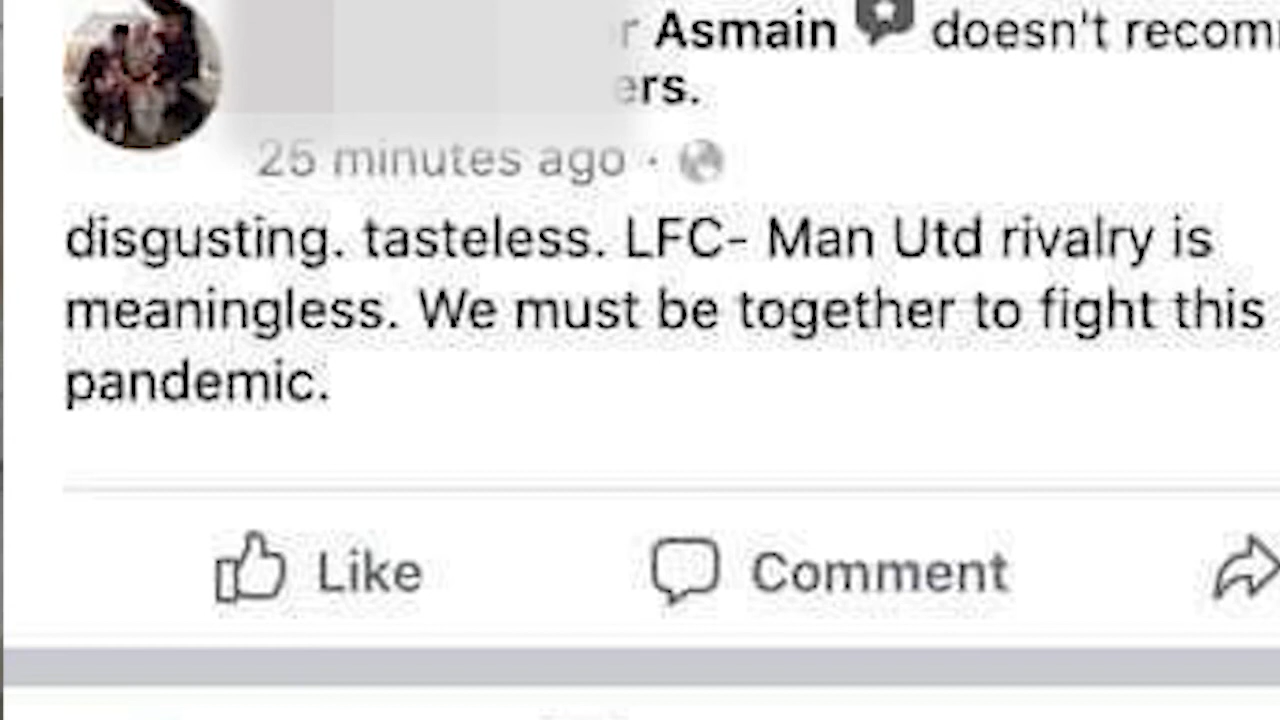 Asmain doesn't recom
ers.
25 minutes ago ·
disgusting. tasteless. LFC- Man Utd rivalry is
meaningless. We must be together to fight this
pandemic.
Like Comment